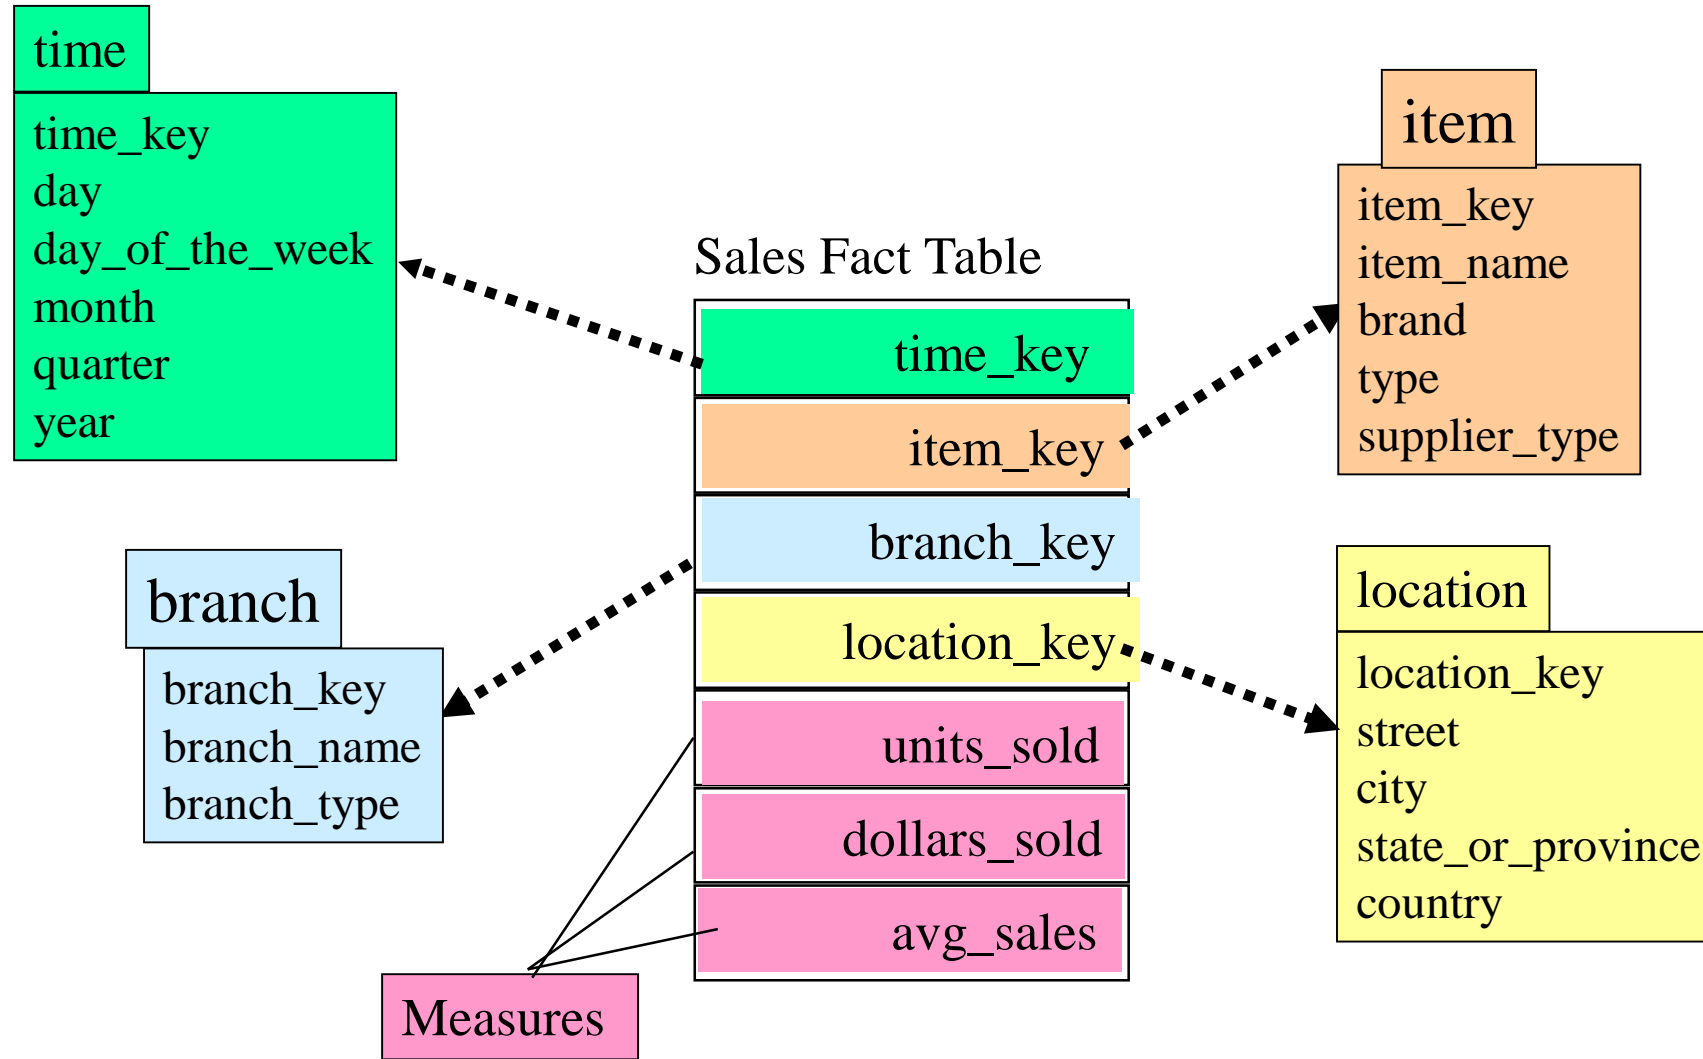 time
time_key
day
day_of_the_week
month
quarter
year
item
item_key
item_name
brand
type
supplier_type
Sales Fact Table
time_key
item_key
branch_key
location_key
units_sold
dollars_sold
avg_sales
branch
branch_key
branch_name
branch_type
location
location_key
street
city
state_or_province
country
Measures